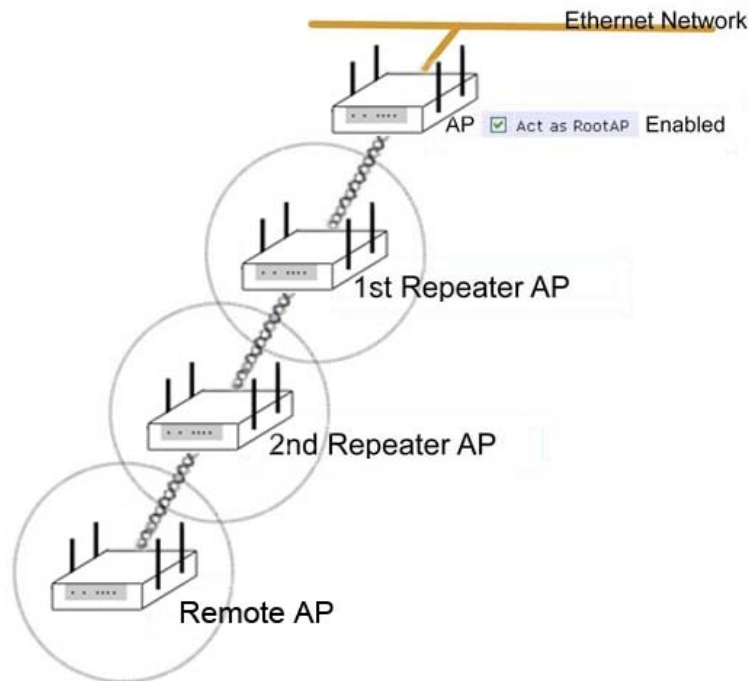 Ethernet Network
AP Act as RootAP Enabled
1st Repeater AP
2nd Repeater AP
Remote AP